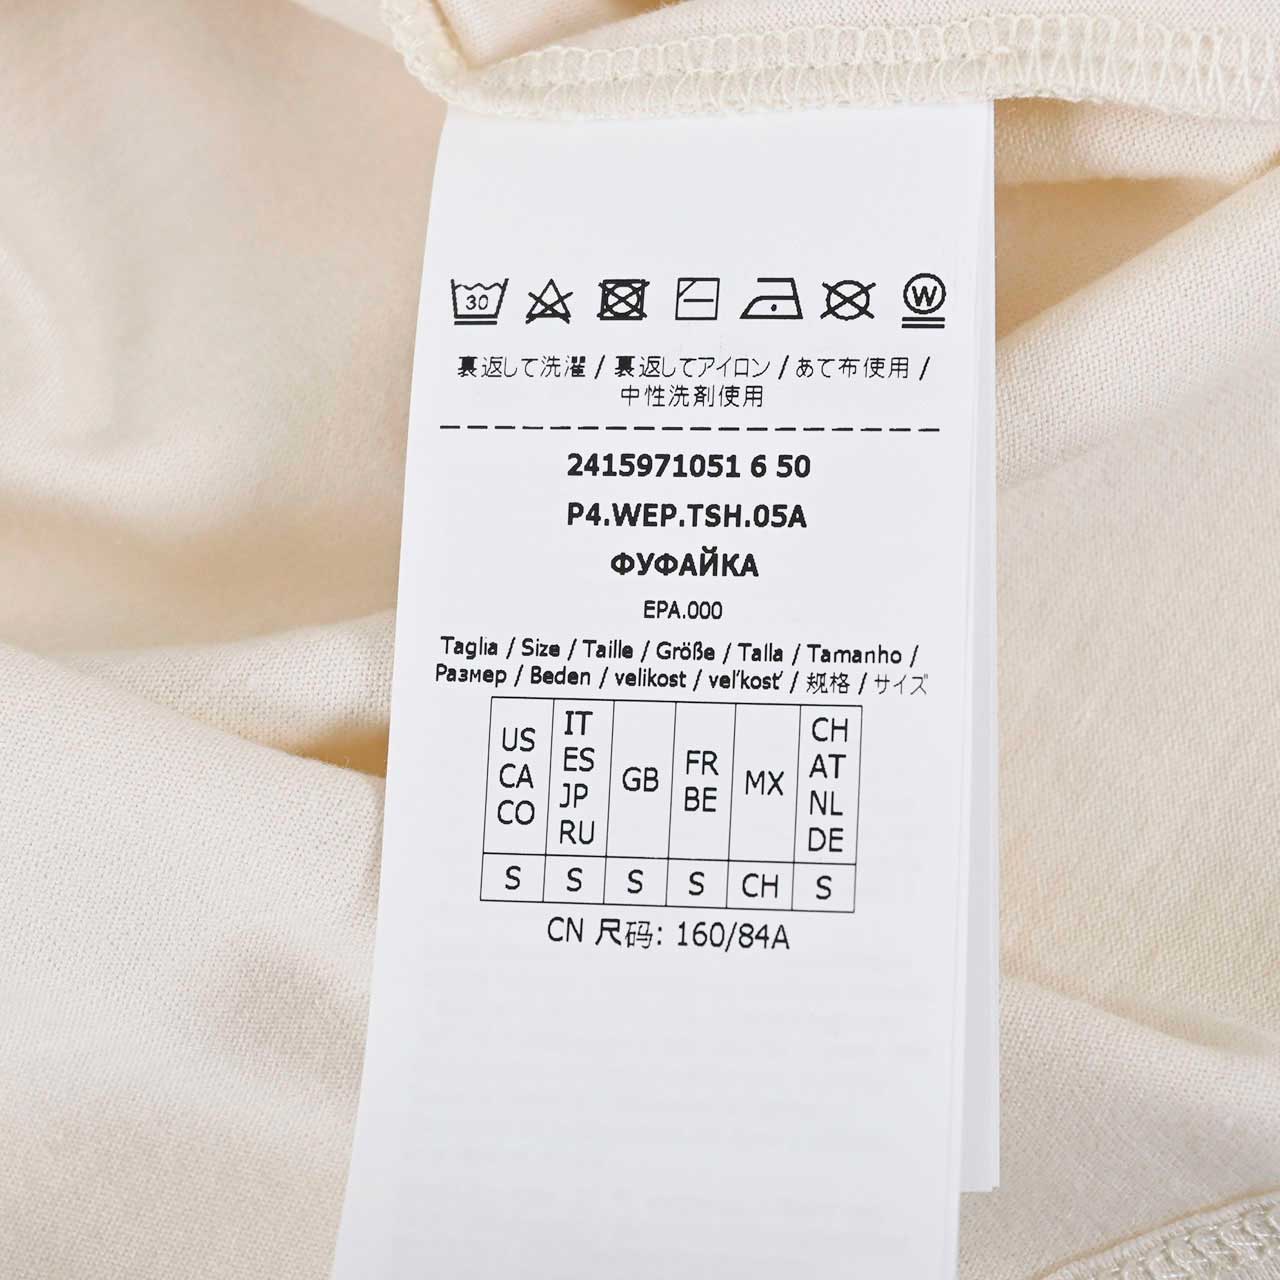 30 W
裏返して洗濯 / 裏返してアイロン / あて布使用 /
中性洗剤使用
2415971051 6 50
P4.WEP.TSH.05A
ФУФАЙКА
EPA.000
Taglia / Size / Taille / Größe / Talla / Tamanho /
Размер / Beden / velikost / veľkosť / 规格 / サイズ
US CA CO
IT ES JP RU
GB
FR BE
MX
CH AT NL DE
S S S S CH S
CN 尺码: 160/84A